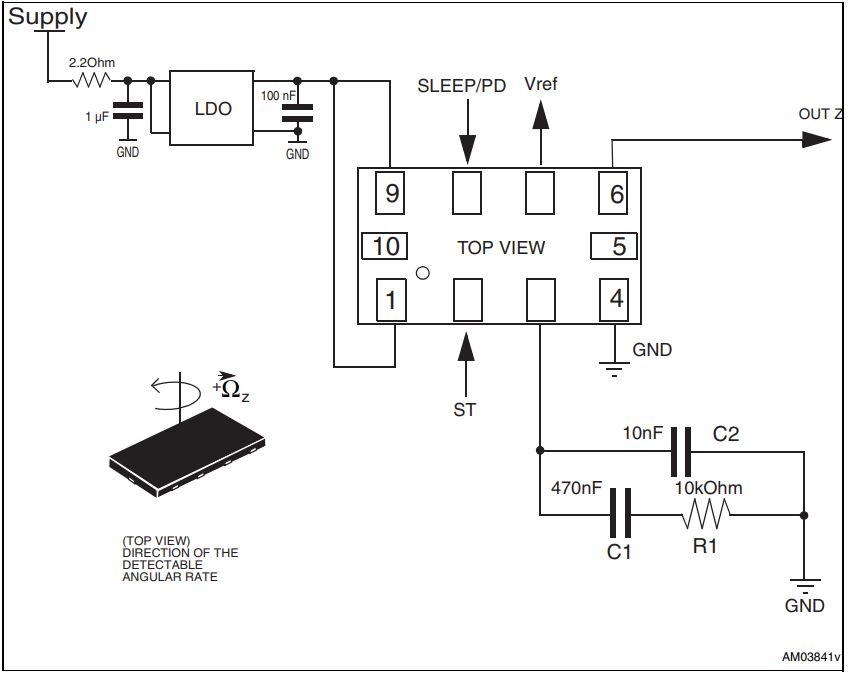 Supply
2.2Ohm
1 µF
GND
LDO
100 nF
GND
SLEEP/PD
Vref
OUT Z
9
6
10
TOP VIEW
5
1
4
GND
ST
+Ωz
10nF
C2
470nF
10kOhm
C1
R1
GND
(TOP VIEW)
DIRECTION OF THE
DETECTABLE
ANGULAR RATE
AM03841v